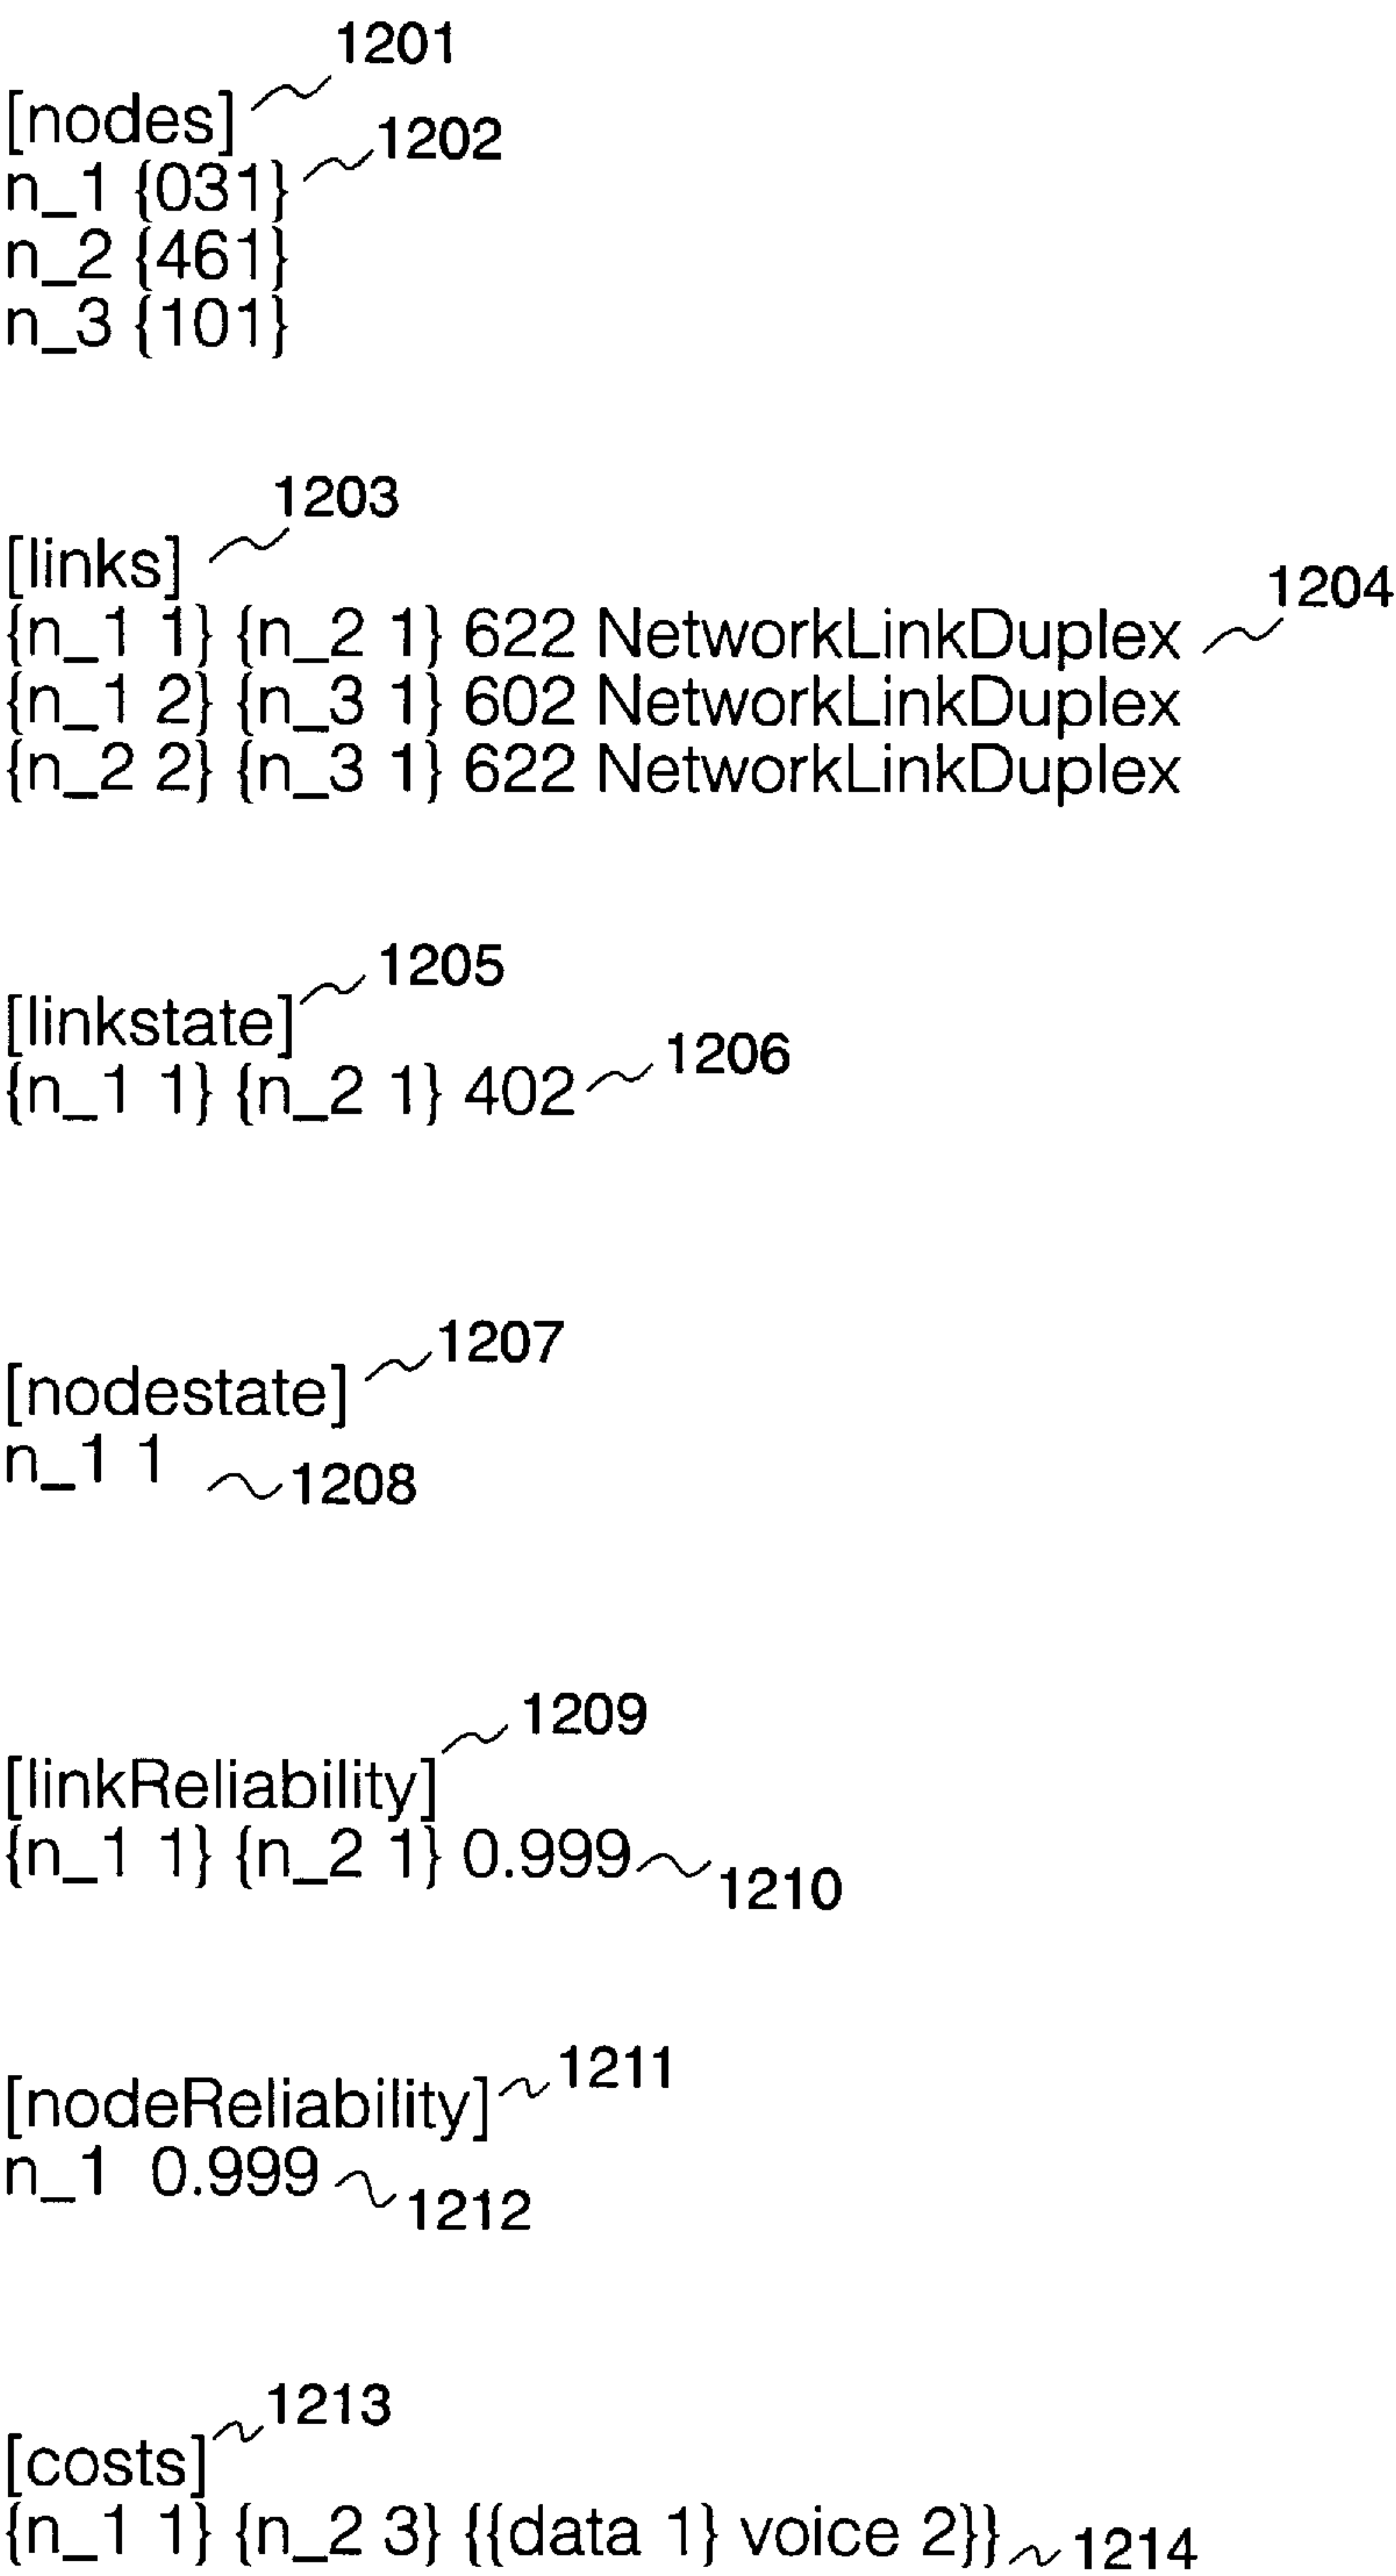 1201
[nodes]
1202
n_1 {031}
n_2 {461}
n_3 {101}
1203
[links]
1204
{n_1 1} {n_2 1} 622 NetworkLinkDuplex
{n_1 2} {n_3 1} 602 NetworkLinkDuplex
{n_2 2} {n_3 1} 622 NetworkLinkDuplex
1205
[linkstate]
1206
{n_1 1} {n_2 1} 402
1207
[nodestate]
n_1 1
1208
1209
[linkReliability]
{n_1 1} {n_2 1} 0.999
1210
1211
[nodeReliability]
n_1 0.999
1212
1213
[costs]
{n_1 1} {n_2 3} {{data 1} voice 2}}
1214